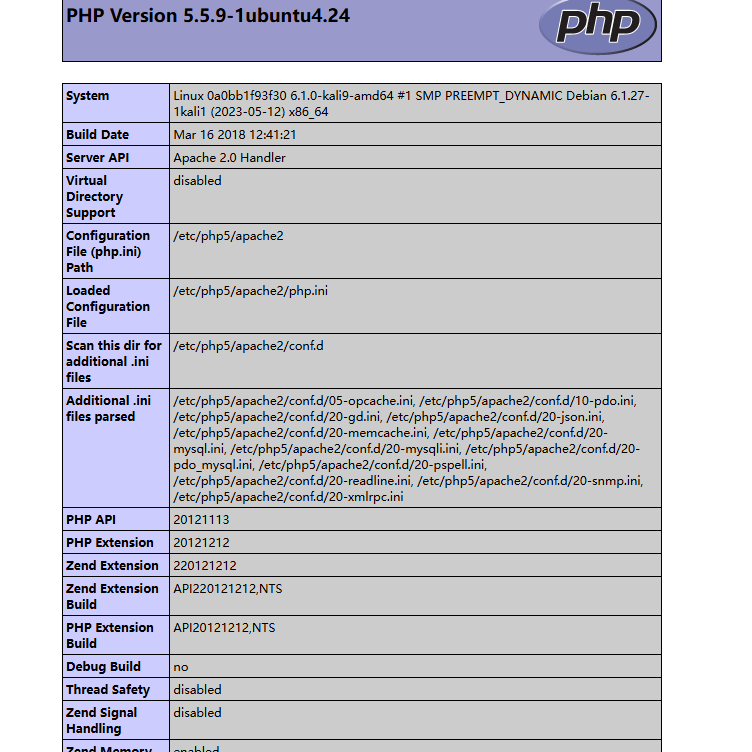 PHP Version 5.5.9-1ubuntu4.24
php
System
Linux 0a0bb1f93f30 6.1.0-kali9-amd64 #1 SMP PREEMPT_DYNAMIC Debian 6.1.27-
1kali1 (2023-05-12) x86_64
Build Date
Mar 16 2018 12:41:21
Server API
Apache 2.0 Handler
Virtual
Directory
Support
disabled
Configuration
File (php.ini)
Path
/etc/php5/apache2
Loaded
Configuration
File
/etc/php5/apache2/php.ini
Scan this dir for
additional .ini
files
/etc/php5/apache2/conf.d
Additional .ini
files parsed
/etc/php5/apache2/conf.d/05-opcache.ini, /etc/php5/apache2/conf.d/10-pdo.ini,
/etc/php5/apache2/conf.d/20-gd.ini, /etc/php5/apache2/conf.d/20-json.ini,
/etc/php5/apache2/conf.d/20-memcache.ini, /etc/php5/apache2/conf.d/20-
mysql.ini, /etc/php5/apache2/conf.d/20-mysqli.ini, /etc/php5/apache2/conf.d/20-
pdo_mysql.ini, /etc/php5/apache2/conf.d/20-pspell.ini,
/etc/php5/apache2/conf.d/20-readline.ini, /etc/php5/apache2/conf.d/20-snmp.ini,
/etc/php5/apache2/conf.d/20-xmlrpc.ini
PHP API
20121113
PHP Extension
20121212
Zend Extension
220121212
Zend Extension
Build
API220121212,NTS
PHP Extension
Build
API20121212,NTS
Debug Build
no
Thread Safety
disabled
Zend Signal
Handling
disabled
Zend Memory
enabled